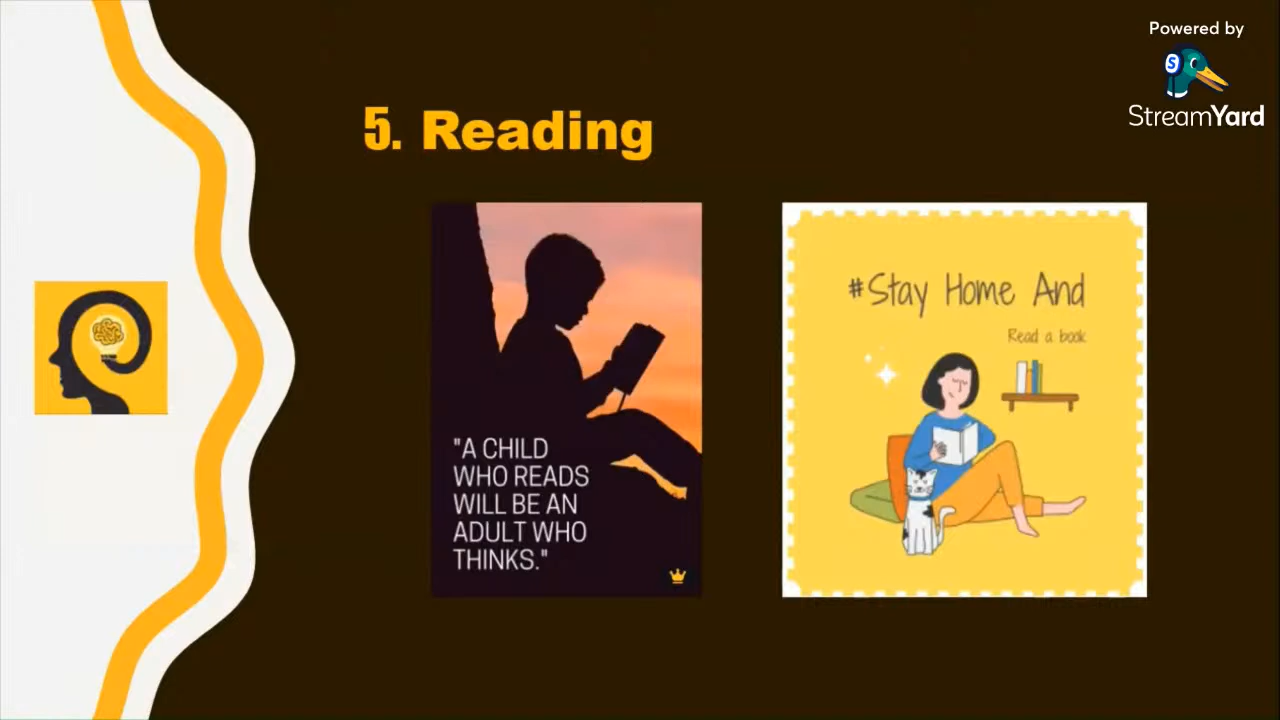 Powered by
S
StreamYard
5. Reading
"A CHILD
WHO READS
WILL BE AN
ADULT WHO
THINKS."
#Stay Home And
Read a book